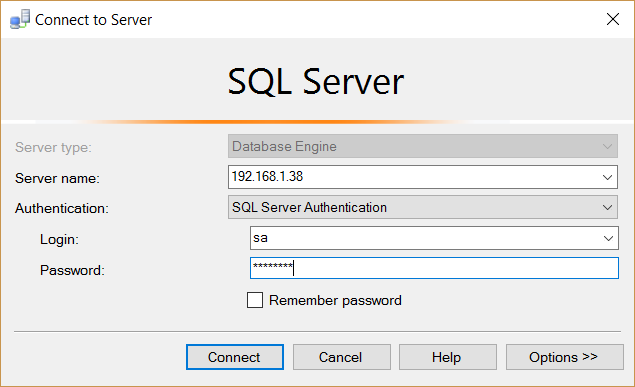 Connect to Server
SQL Server
Server type: Database Engine
Server name: 192.168.1.38
Authentication: SQL Server Authentication
Login: sa
Password: ********
Remember password
Connect Cancel Help Options >>